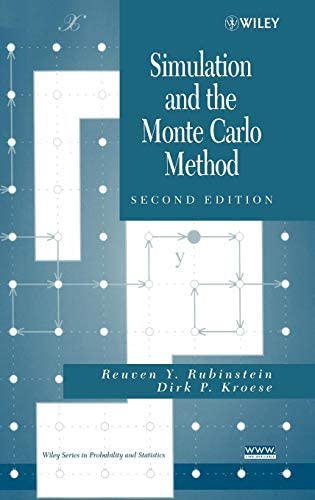 𝒳
WILEY
Simulation
and the
Monte Carlo
Method
SECOND EDITION
y
Reuven Y. Rubinstein
Dirk P. Kroese
Wiley Series in Probability and Statistics
WWW.